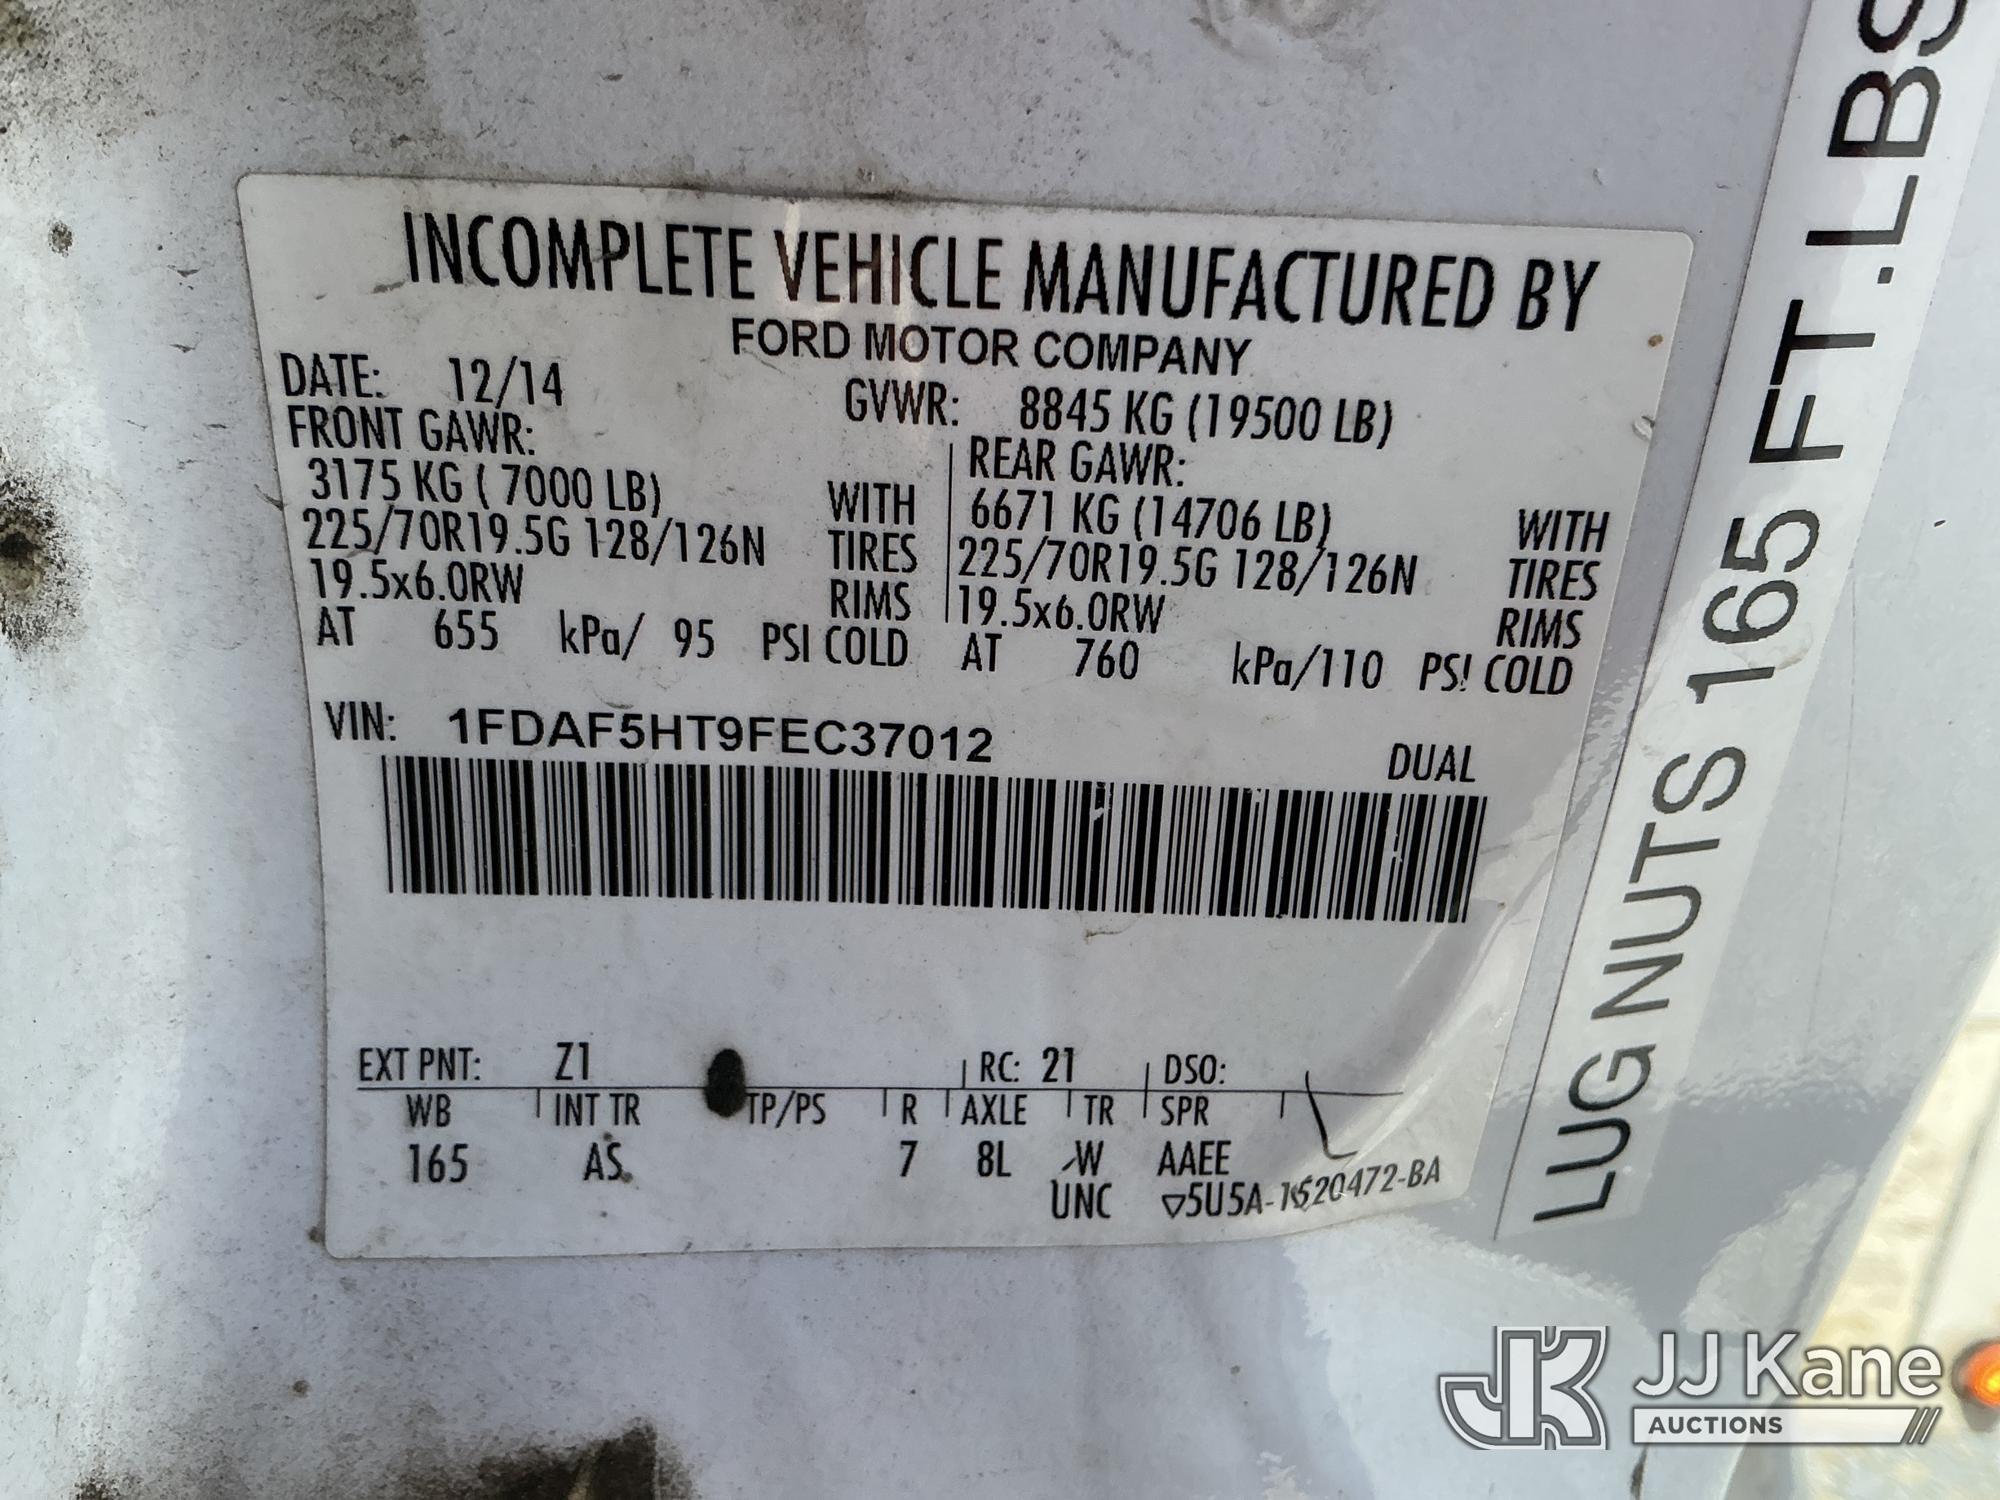 INCOMPLETE VEHICLE MANUFACTURED BY
FORD MOTOR COMPANY
DATE: 12/14 GVWR: 8845 KG (19500 LB)
FRONT GAWR: REAR GAWR:
3175 KG ( 7000 LB) WITH 6671 KG (14706 LB) WITH
225/70R19.5G 128/126N TIRES 225/70R19.5G 128/126N TIRES
19.5x6.0RW RIMS 19.5x6.0RW RIMS
AT 655 kPa/ 95 PSI COLD AT 760 kPa/110 PSI COLD
VIN: 1FDAF5HT9FEC37012 DUAL
EXT PNT: Z1 RC: 21 DSO:
WB INT TR TP/PS R AXLE TR SPR
165 AS 7 8L W AAEE
UNC ▽5U5A-1520472-BA
LUG NUTS 165 FT.LBS
JK JJ Kane
AUCTIONS